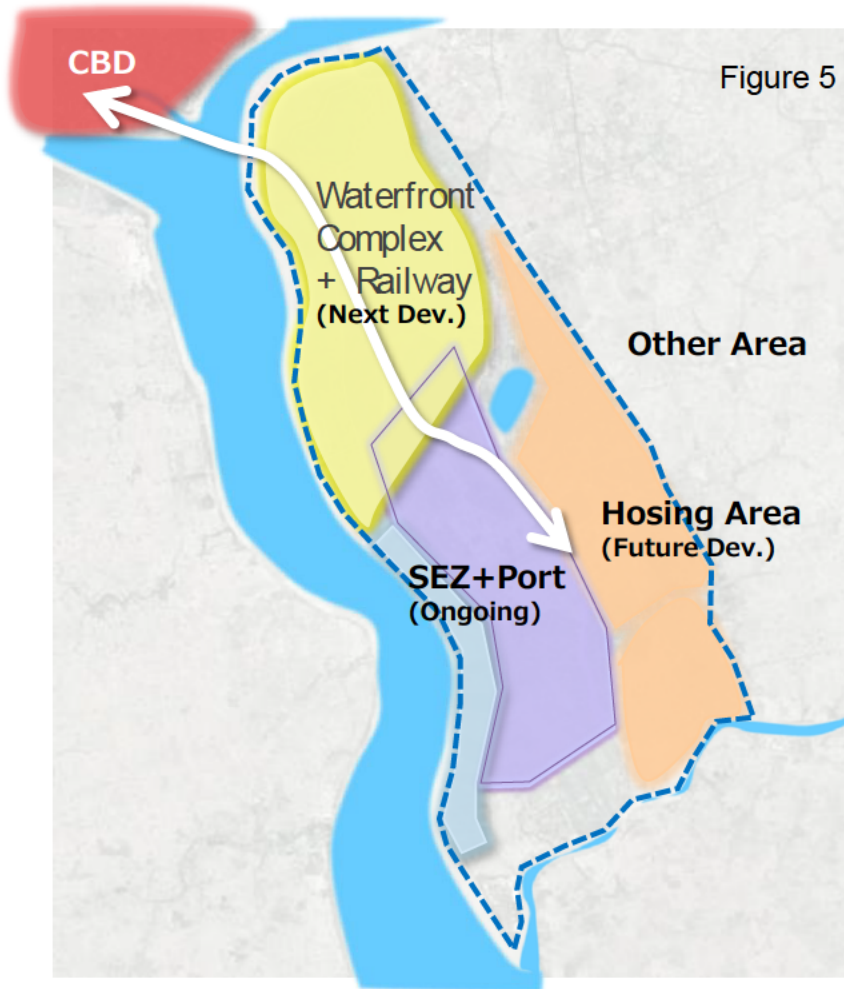 CBD
Figure 5
Waterfront
Complex
+ Railway
(Next Dev.)
Other Area
Hosing Area
(Future Dev.)
SEZ+Port
(Ongoing)